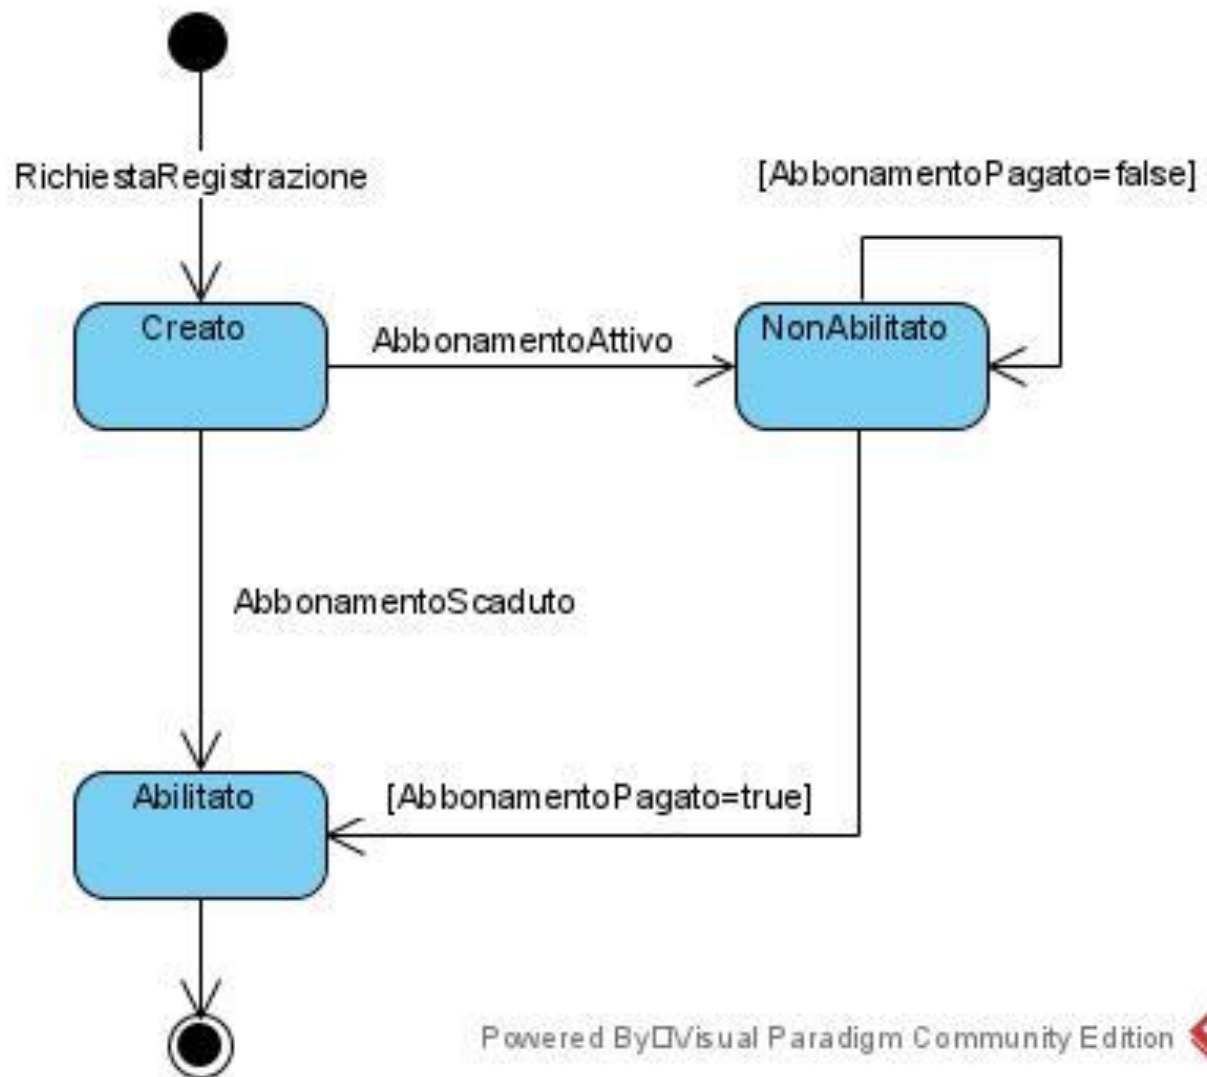 RichiestaRegistrazione
[AbbonamentoPagato=false]
Creato
AbbonamentoAttivo
NonAbilitato
AbbonamentoScaduto
Abilitato
[AbbonamentoPagato=true]
Powered By□Visual Paradigm Community Edition